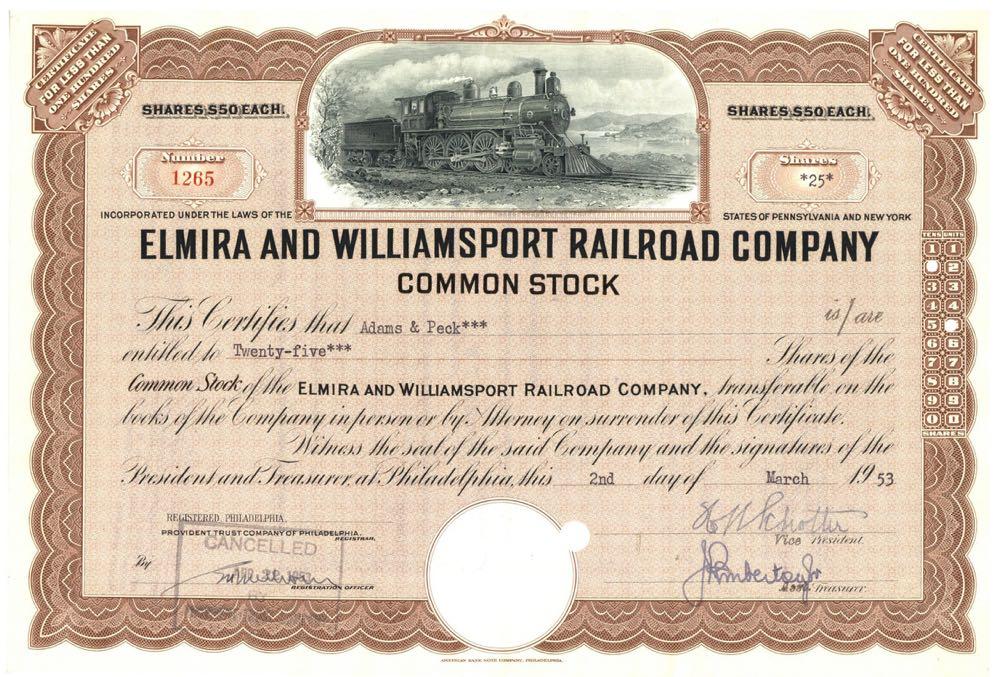 CERTIFICATE
FOR LESS THAN
ONE HUNDRED
SHARES
CERTIFICATE
FOR LESS THAN
ONE HUNDRED
SHARES
SHARES $50 EACH.
SHARES $50 EACH.
Number
1265
Shares
*25*
INCORPORATED UNDER THE LAWS OF THE
STATES OF PENNSYLVANIA AND NEW YORK
ELMIRA AND WILLIAMSPORT RAILROAD COMPANY
COMMON STOCK
This Certifies that Adams & Peck*** is/are
entitled to Twenty-five*** Shares of the
Common Stock of the ELMIRA AND WILLIAMSPORT RAILROAD COMPANY, transferable on the
books of the Company in person or by Attorney on surrender of this Certificate.
Witness the seal of the said Company and the signatures of the
President and Treasurer, at Philadelphia, this 2nd day of March 1953
TENS UNITS
1 1
2
3 3
4 4
5
6 6
7 7
8 8
9 9
0 0
SHARES
REGISTERED PHILADELPHIA,
PROVIDENT TRUST COMPANY OF PHILADELPHIA,
REGISTRAR,
CANCELLED
By
REGISTRATION OFFICER
Vice President.
Treasurer.
AMERICAN BANK NOTE COMPANY, PHILADELPHIA.